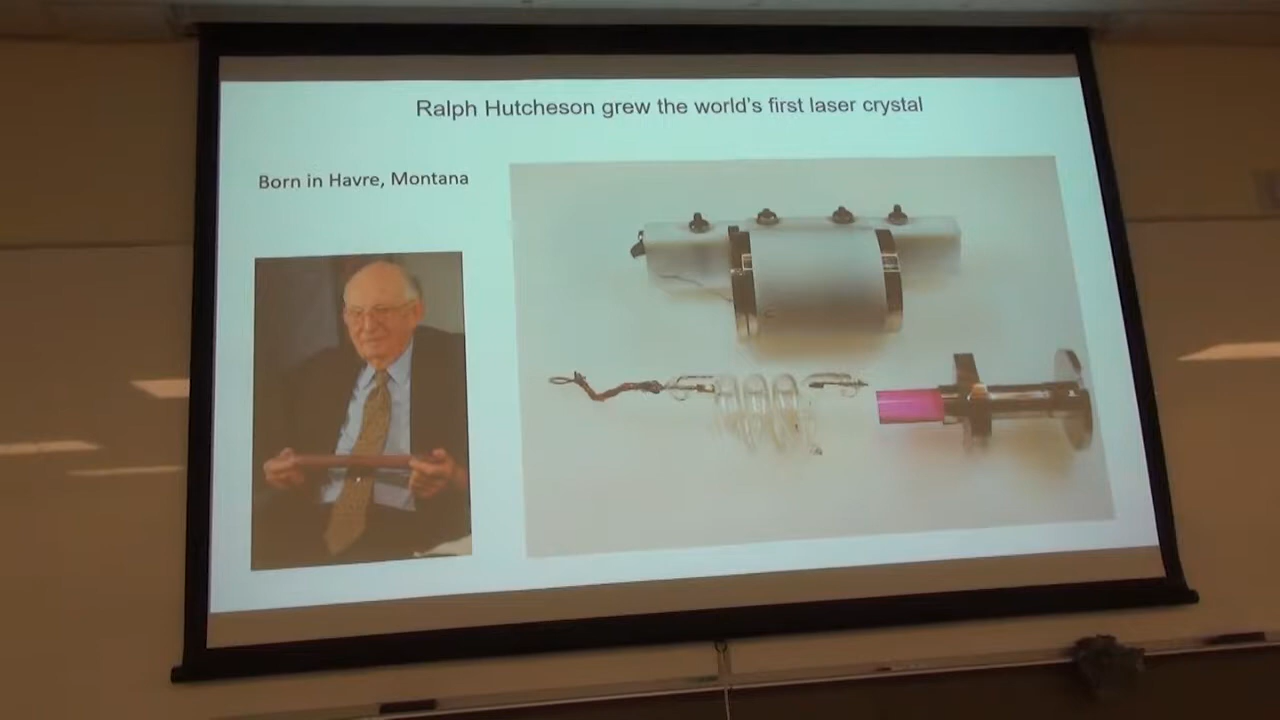 Ralph Hutcheson grew the world's first laser crystal
Born in Havre, Montana